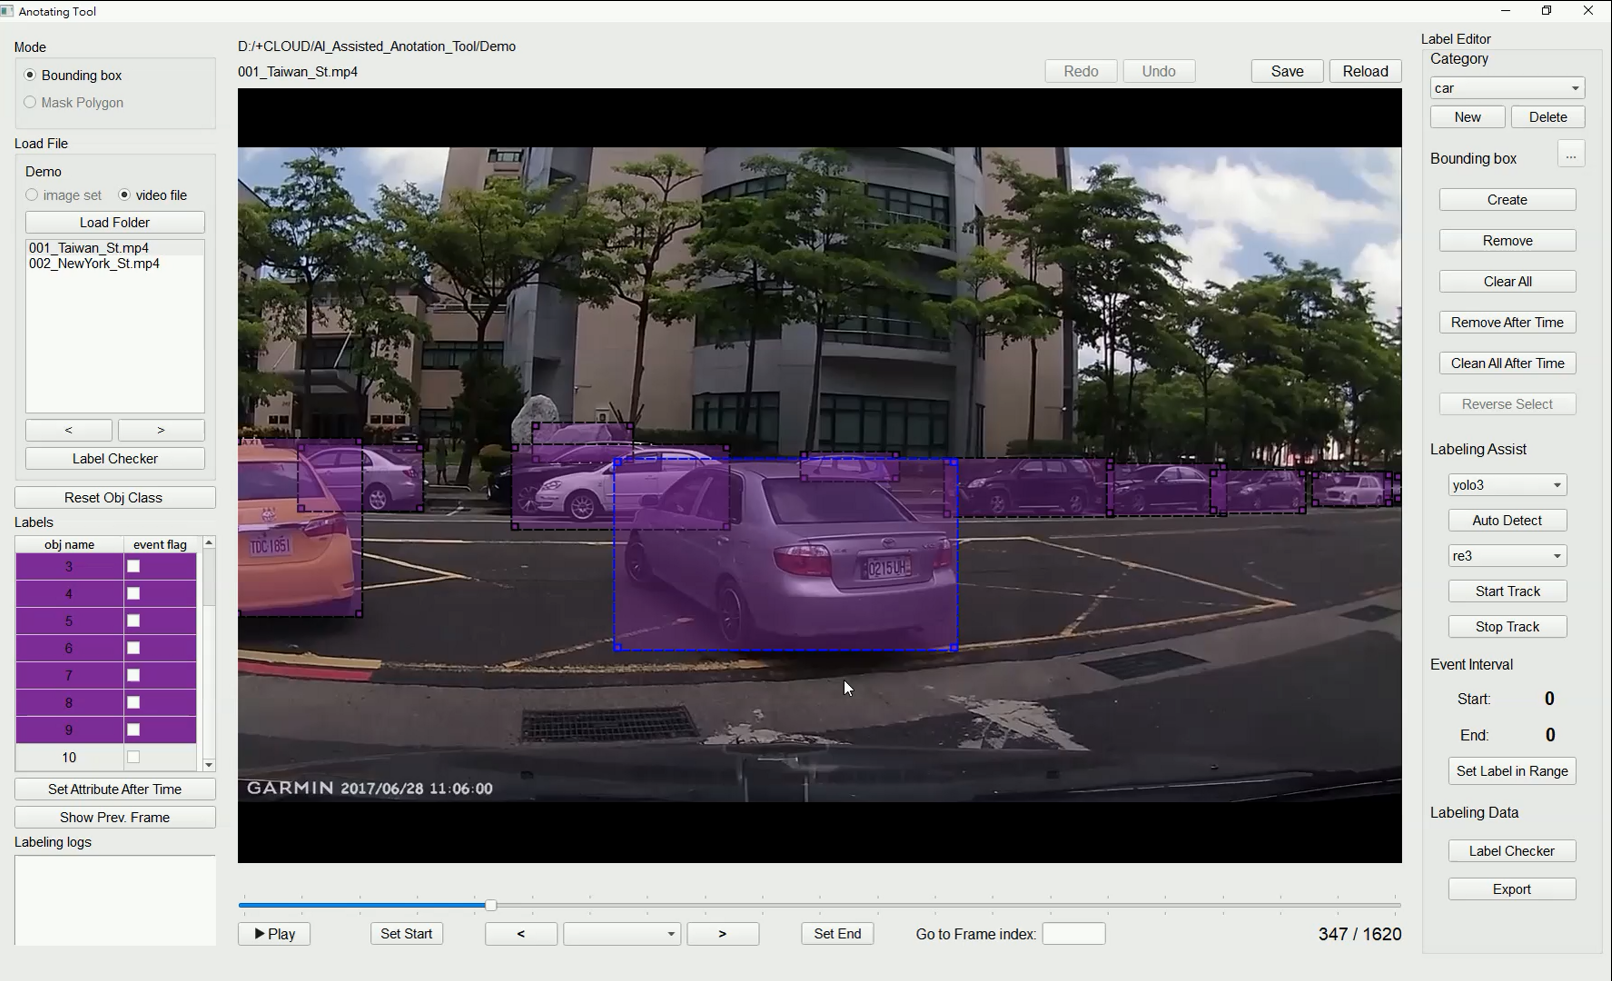 Anotating Tool
Mode
Bounding box
Mask Polygon
Load File
Demo
image set video file
Load Folder
001_Taiwan_St.mp4
002_NewYork_St.mp4
< >
Label Checker
Reset Obj Class
Labels
obj name event flag
3
4
5
6
7
8
9
10
Set Attribute After Time
Show Prev. Frame
Labeling logs
D:/+CLOUD/AI_Assisted_Anotation_Tool/Demo
001_Taiwan_St.mp4
Redo Undo Save Reload
TAXI
TDC 1851
0215 UH
GARMIN 2017/06/28 11:06:00
Play Set Start < > Set End Go to Frame index: 347 / 1620
Label Editor
Category
car
New Delete
Bounding box ...
Create
Remove
Clear All
Remove After Time
Clean All After Time
Reverse Select
Labeling Assist
yolo3
Auto Detect
re3
Start Track
Stop Track
Event Interval
Start: 0
End: 0
Set Label in Range
Labeling Data
Label Checker
Export